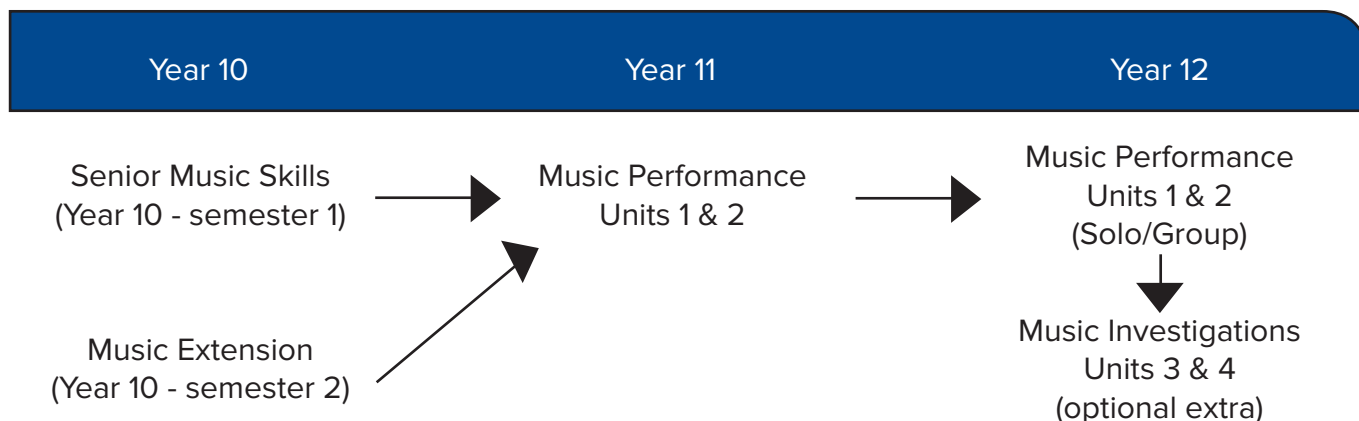 Year 10
Year 11
Year 12
Senior Music Skills
(Year 10 - semester 1)
Music Extension
(Year 10 - semester 2)
Music Performance
Units 1 & 2
Music Performance
Units 1 & 2
(Solo/Group)
Music Investigations
Units 3 & 4
(optional extra)